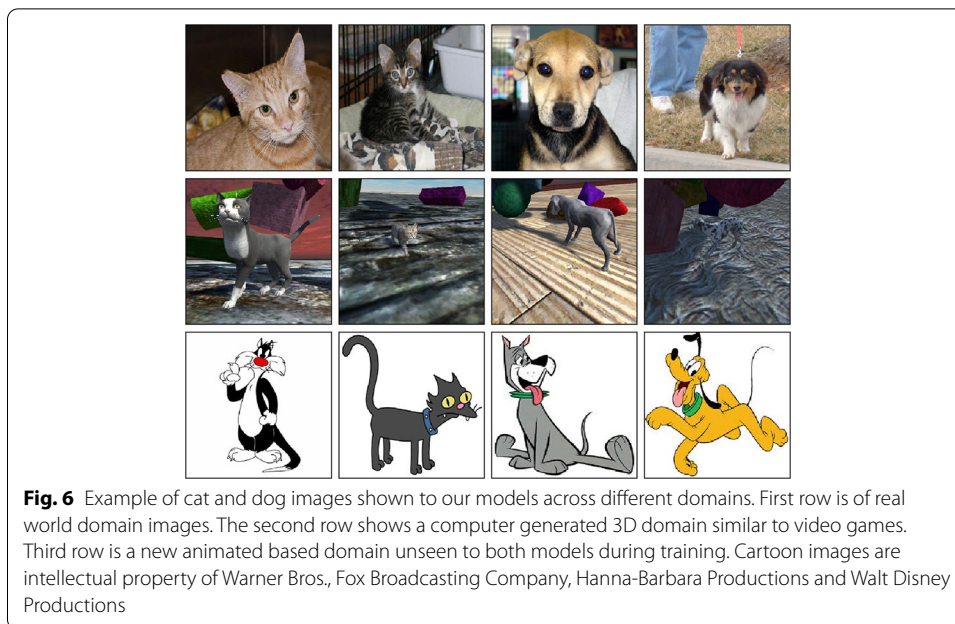 Fig. 6 Example of cat and dog images shown to our models across different domains. First row is of real
world domain images. The second row shows a computer generated 3D domain similar to video games.
Third row is a new animated based domain unseen to both models during training. Cartoon images are
intellectual property of Warner Bros., Fox Broadcasting Company, Hanna-Barbara Productions and Walt Disney
Productions